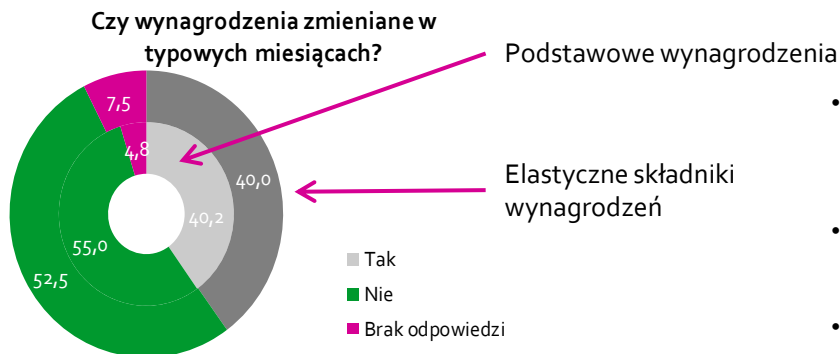 Czy wynagrodzenia zmieniane w
typowych miesiącach?
Podstawowe wynagrodzenia
•
7,5
4,8
40,0
Elastyczne składniki
wynagrodzeń
40,2
•
55,0
52,5
Tak
Nie
Brak odpowiedzi
•